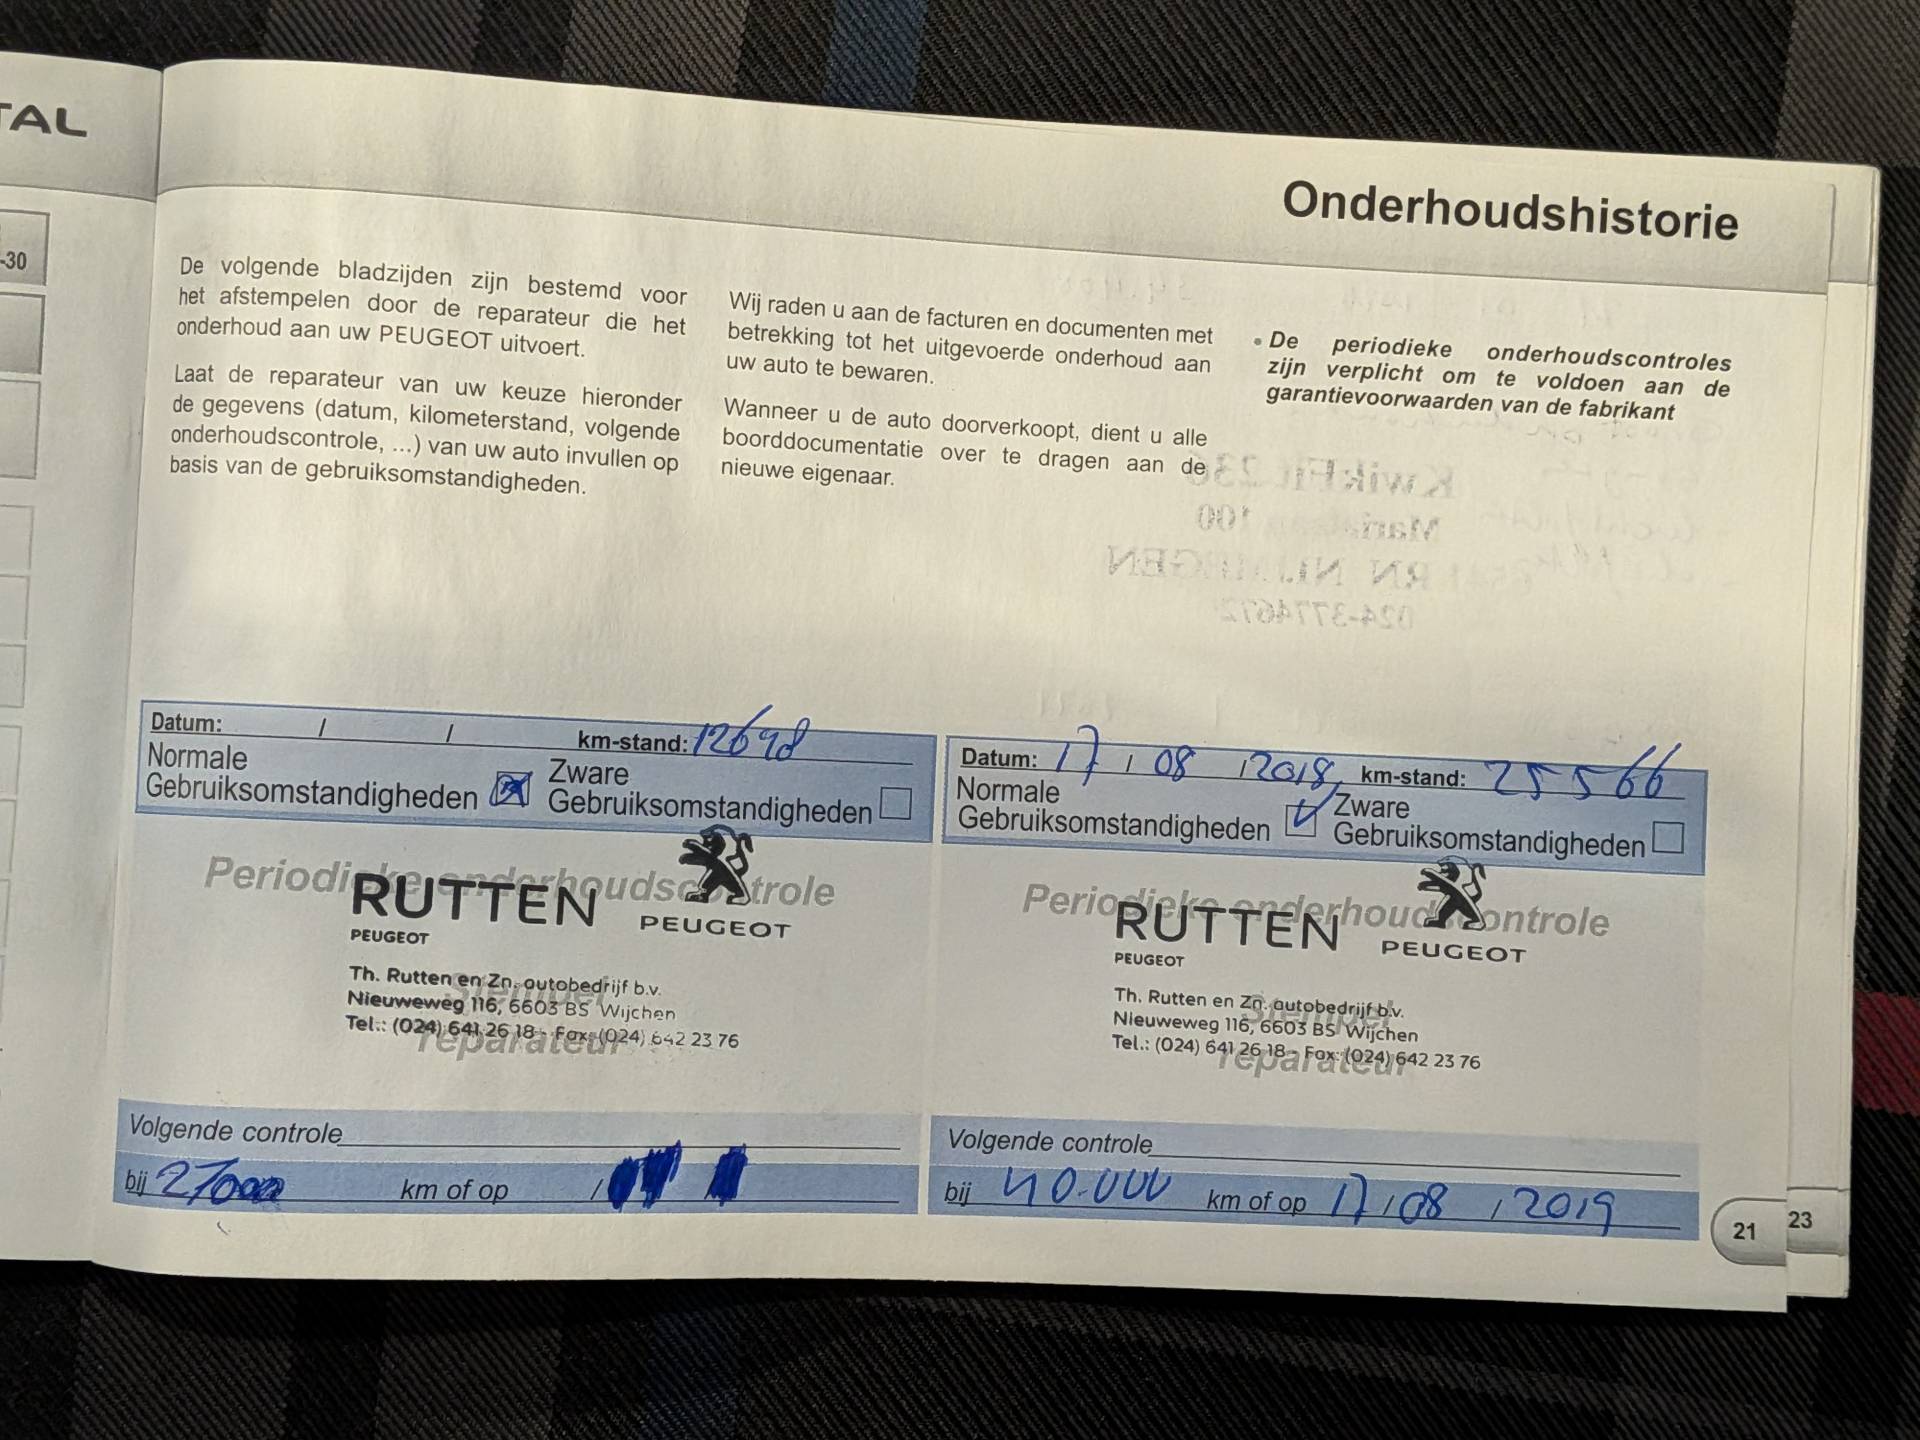 TAL
-30
Onderhoudshistorie
De volgende bladzijden zijn bestemd voor
het afstempelen door de reparateur die het
onderhoud aan uw PEUGEOT uitvoert.
Laat de reparateur van uw keuze hieronder
de gegevens (datum, kilometerstand, volgende
onderhoudscontrole, ...) van uw auto invullen op
basis van de gebruiksomstandigheden.
Wij raden u aan de facturen en documenten met
betrekking tot het uitgevoerde onderhoud aan
uw auto te bewaren.
Wanneer u de auto doorverkoopt, dient u alle
boorddocumentatie over te dragen aan de
nieuwe eigenaar.
• De periodieke onderhoudscontroles
zijn verplicht om te voldoen aan de
garantievoorwaarden van de fabrikant
Datum: / / km-stand: 12698
Normale
Gebruiksomstandigheden
Zware
Gebruiksomstandigheden
Periodieke onderhoudscontrole
RUTTEN
PEUGEOT
PEUGEOT
Th. Rutten en Zn. autobedrijf b.v.
Nieuweweg 116, 6603 BS Wijchen
Tel.: (024) 641 26 18 - Fax: (024) 642 23 76
Stempel
reparateur
Volgende controle
bij 27000 km of op /
Datum: 17 / 08 / 2018 km-stand: 25566
Normale
Gebruiksomstandigheden
Zware
Gebruiksomstandigheden
Periodieke onderhoudscontrole
RUTTEN
PEUGEOT
PEUGEOT
Th. Rutten en Zn. autobedrijf b.v.
Nieuweweg 116, 6603 BS Wijchen
Tel.: (024) 641 26 18 - Fax: (024) 642 23 76
Stempel
reparateur
Volgende controle
bij 40.000 km of op 17 / 08 / 2019
21
23